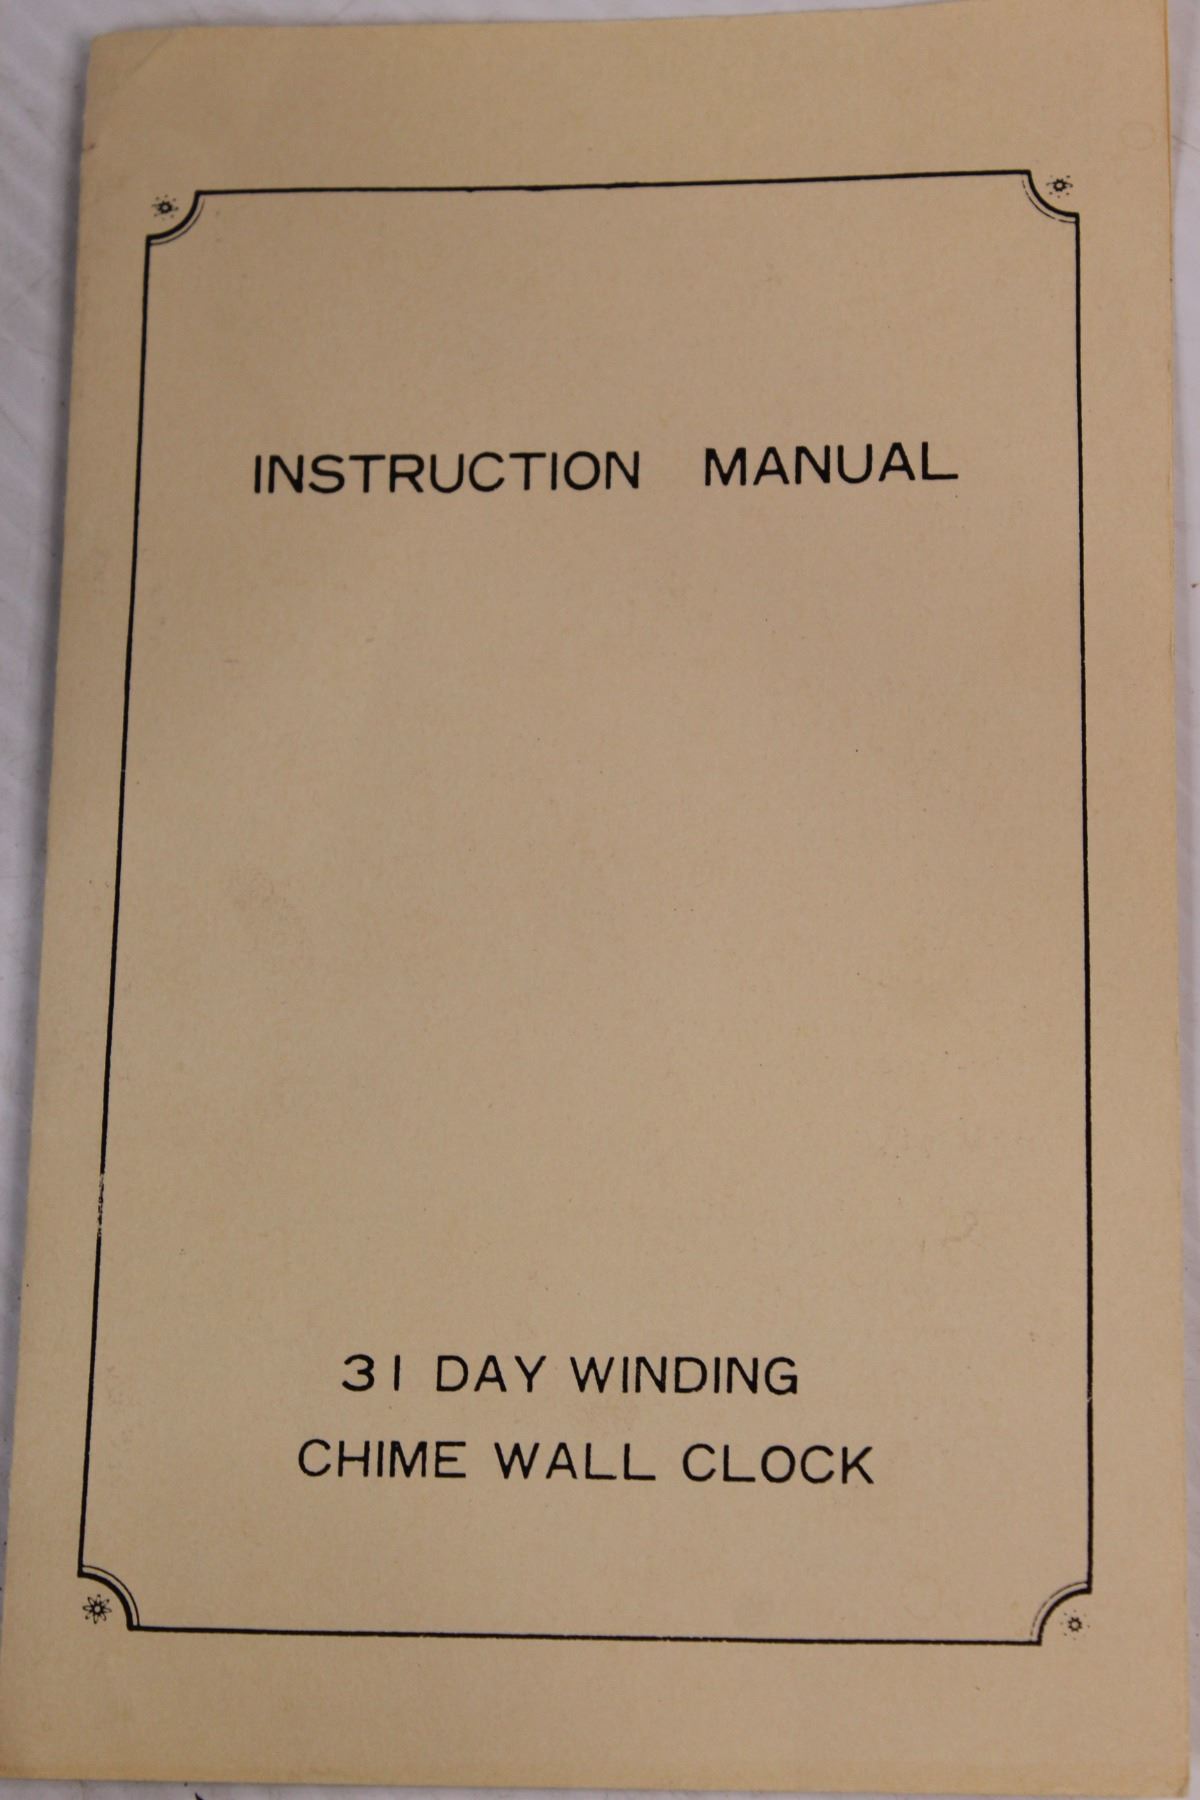 INSTRUCTION MANUAL
31 DAY WINDING
CHIME WALL CLOCK